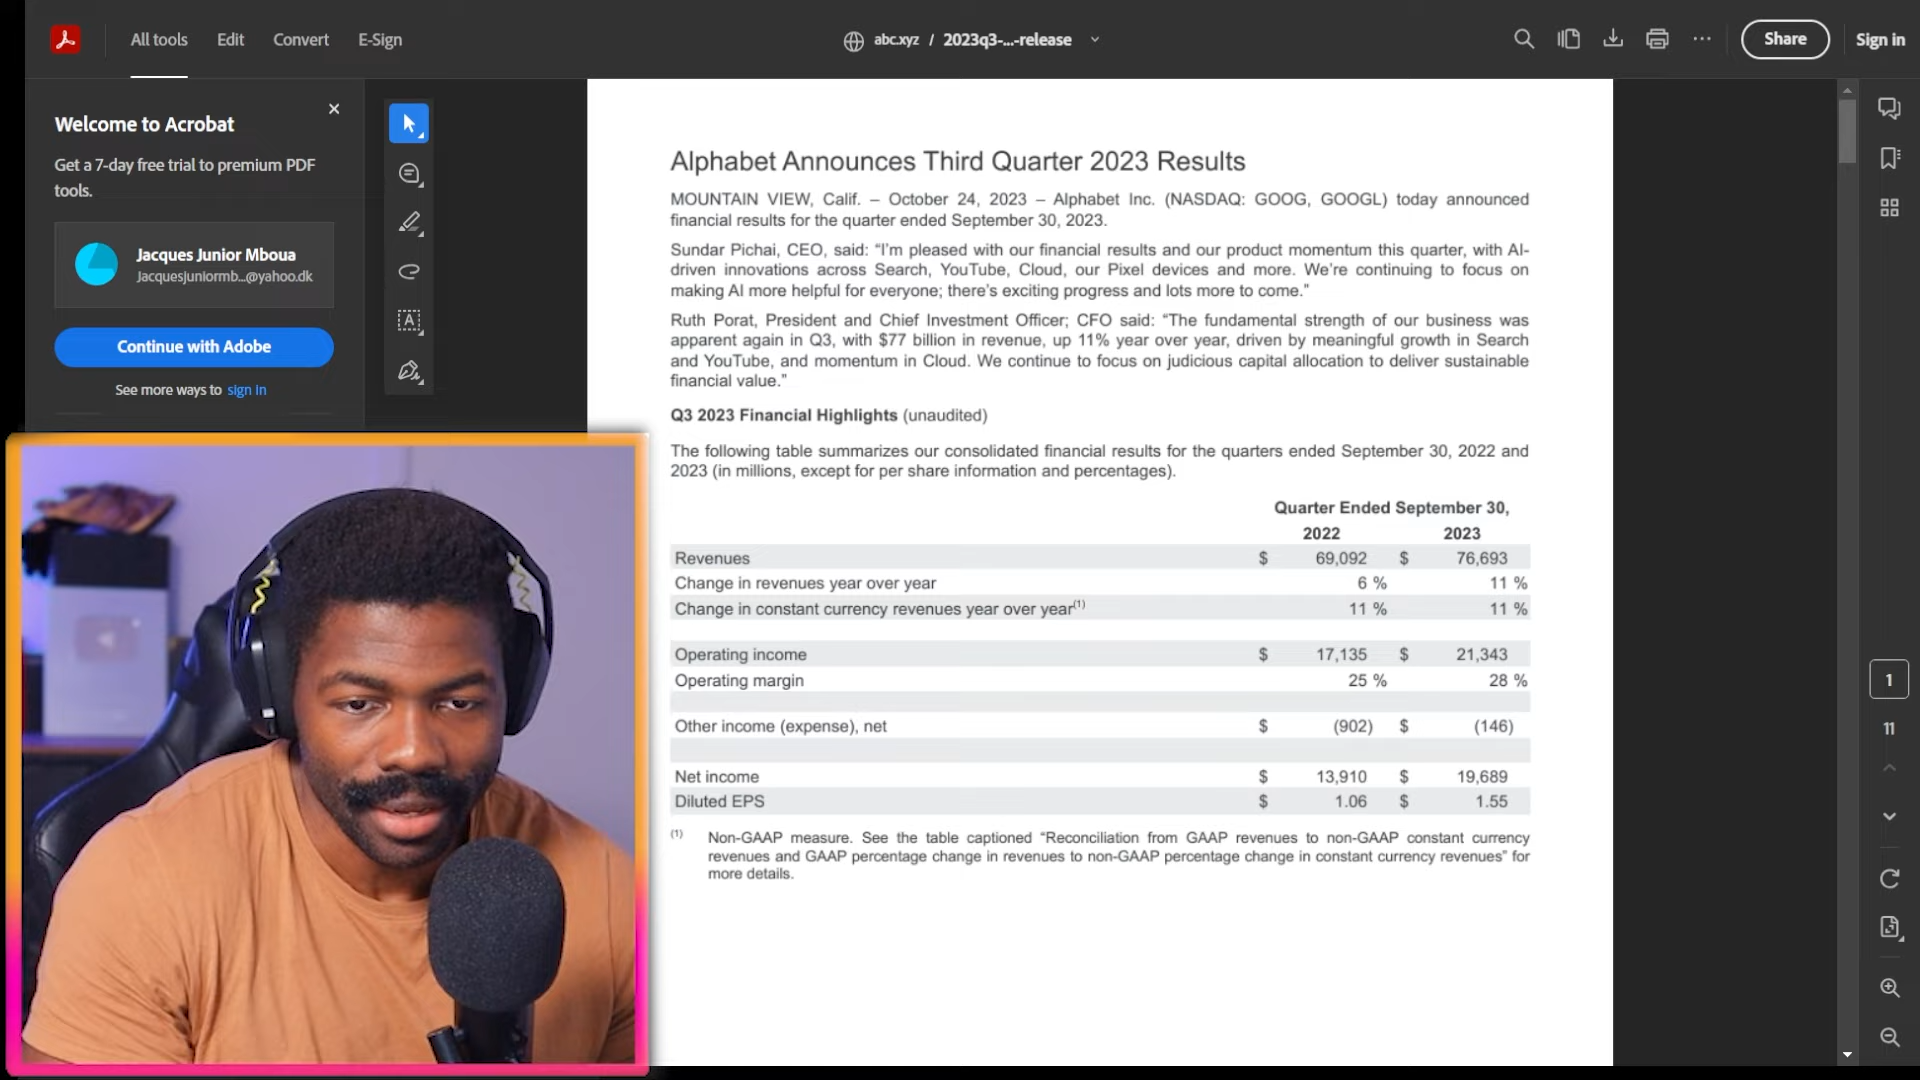 All tools Edit Convert E-Sign
abc.xyz / 2023q3-...-release
Share
Sign in
Welcome to Acrobat
Get a 7-day free trial to premium PDF
tools.
Jacques Junior Mboua
Jacquesjuniormb...@yahoo.dk
Continue with Adobe
See more ways to sign in
Alphabet Announces Third Quarter 2023 Results
MOUNTAIN VIEW, Calif. – October 24, 2023 – Alphabet Inc. (NASDAQ: GOOG, GOOGL) today announced
financial results for the quarter ended September 30, 2023.
Sundar Pichai, CEO, said: “I’m pleased with our financial results and our product momentum this quarter, with AI-
driven innovations across Search, YouTube, Cloud, our Pixel devices and more. We’re continuing to focus on
making AI more helpful for everyone; there’s exciting progress and lots more to come.”
Ruth Porat, President and Chief Investment Officer; CFO said: “The fundamental strength of our business was
apparent again in Q3, with $77 billion in revenue, up 11% year over year, driven by meaningful growth in Search
and YouTube, and momentum in Cloud. We continue to focus on judicious capital allocation to deliver sustainable
financial value.”
Q3 2023 Financial Highlights (unaudited)
The following table summarizes our consolidated financial results for the quarters ended September 30, 2022 and
2023 (in millions, except for per share information and percentages).
Quarter Ended September 30,
2022 2023
Revenues $ 69,092 $ 76,693
Change in revenues year over year 6 % 11 %
Change in constant currency revenues year over year(1) 11 % 11 %
Operating income $ 17,135 $ 21,343
Operating margin 25 % 28 %
Other income (expense), net $ (902) $ (146)
Net income $ 13,910 $ 19,689
Diluted EPS $ 1.06 $ 1.55
(1) Non-GAAP measure. See the table captioned “Reconciliation from GAAP revenues to non-GAAP constant currency
revenues and GAAP percentage change in revenues to non-GAAP percentage change in constant currency revenues” for
more details.
1
11